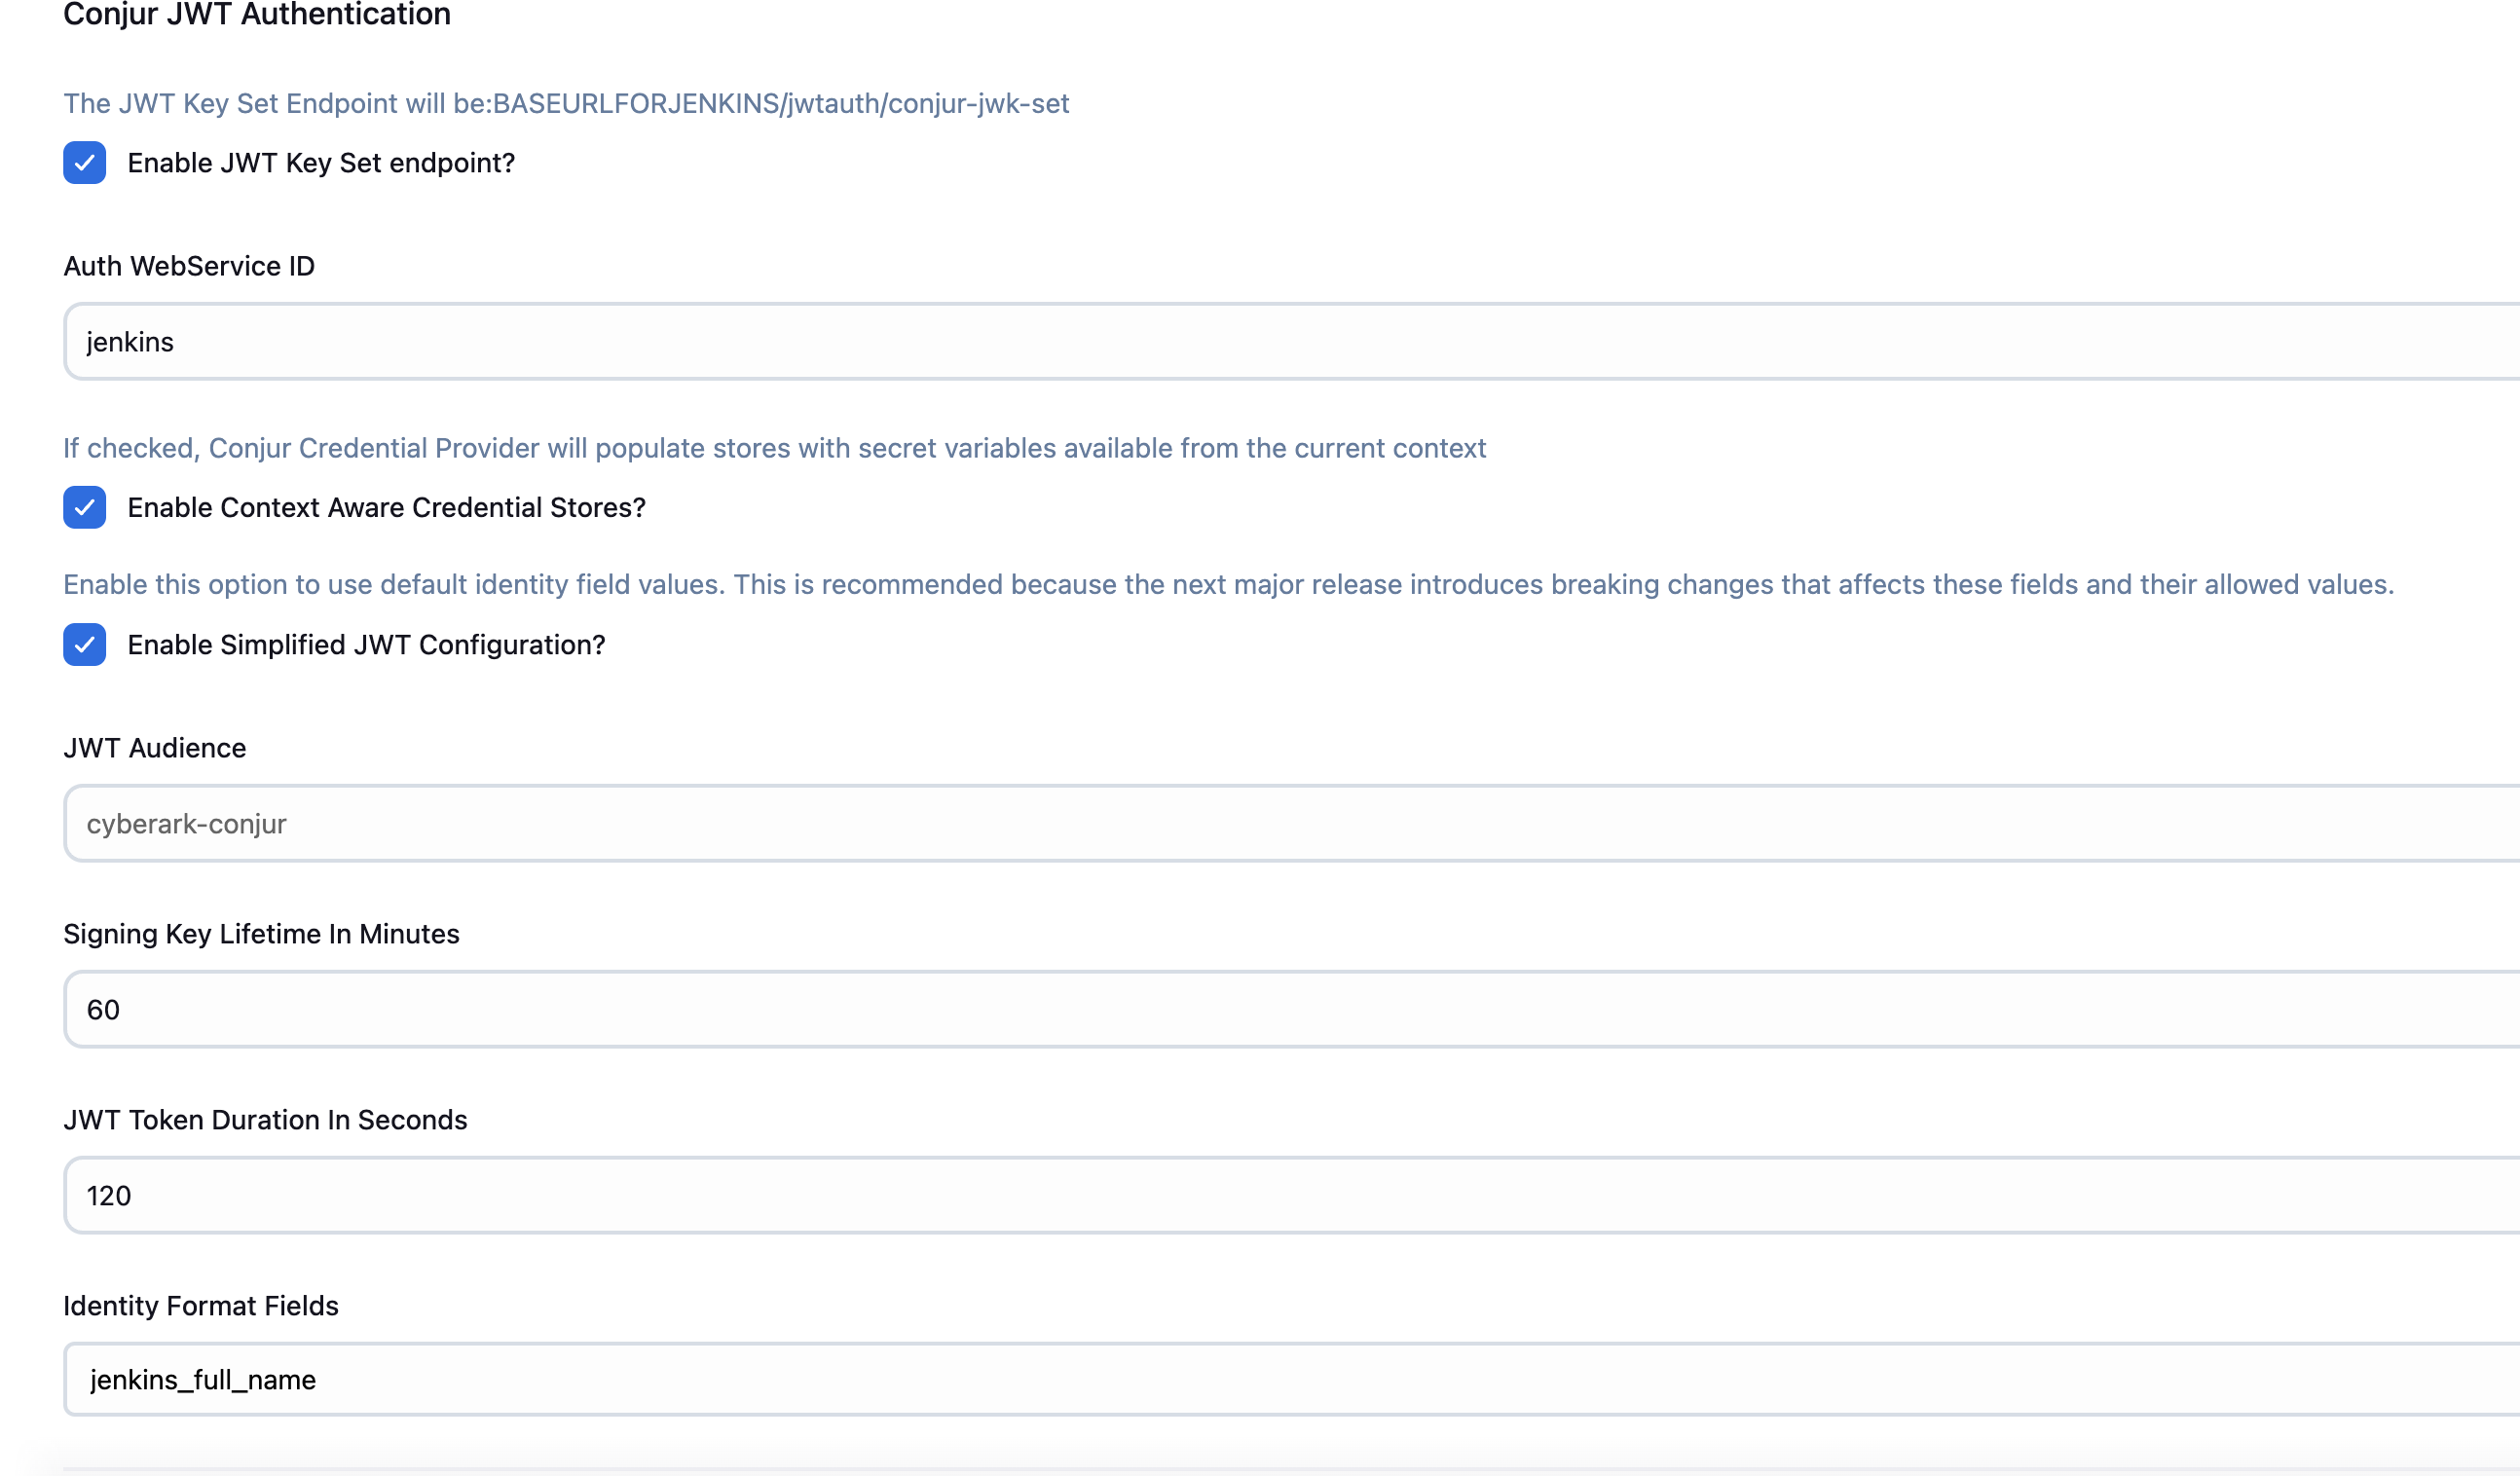 Conjur JWT Authentication
The JWT Key Set Endpoint will be:BASEURLFORJENKINS/jwtauth/conjur-jwk-set
Enable JWT Key Set endpoint?
Auth WebService ID
jenkins
If checked, Conjur Credential Provider will populate stores with secret variables available from the current context
Enable Context Aware Credential Stores?
Enable this option to use default identity field values. This is recommended because the next major release introduces breaking changes that affects these fields and their allowed values.
Enable Simplified JWT Configuration?
JWT Audience
cyberark-conjur
Signing Key Lifetime In Minutes
60
JWT Token Duration In Seconds
120
Identity Format Fields
jenkins_full_name